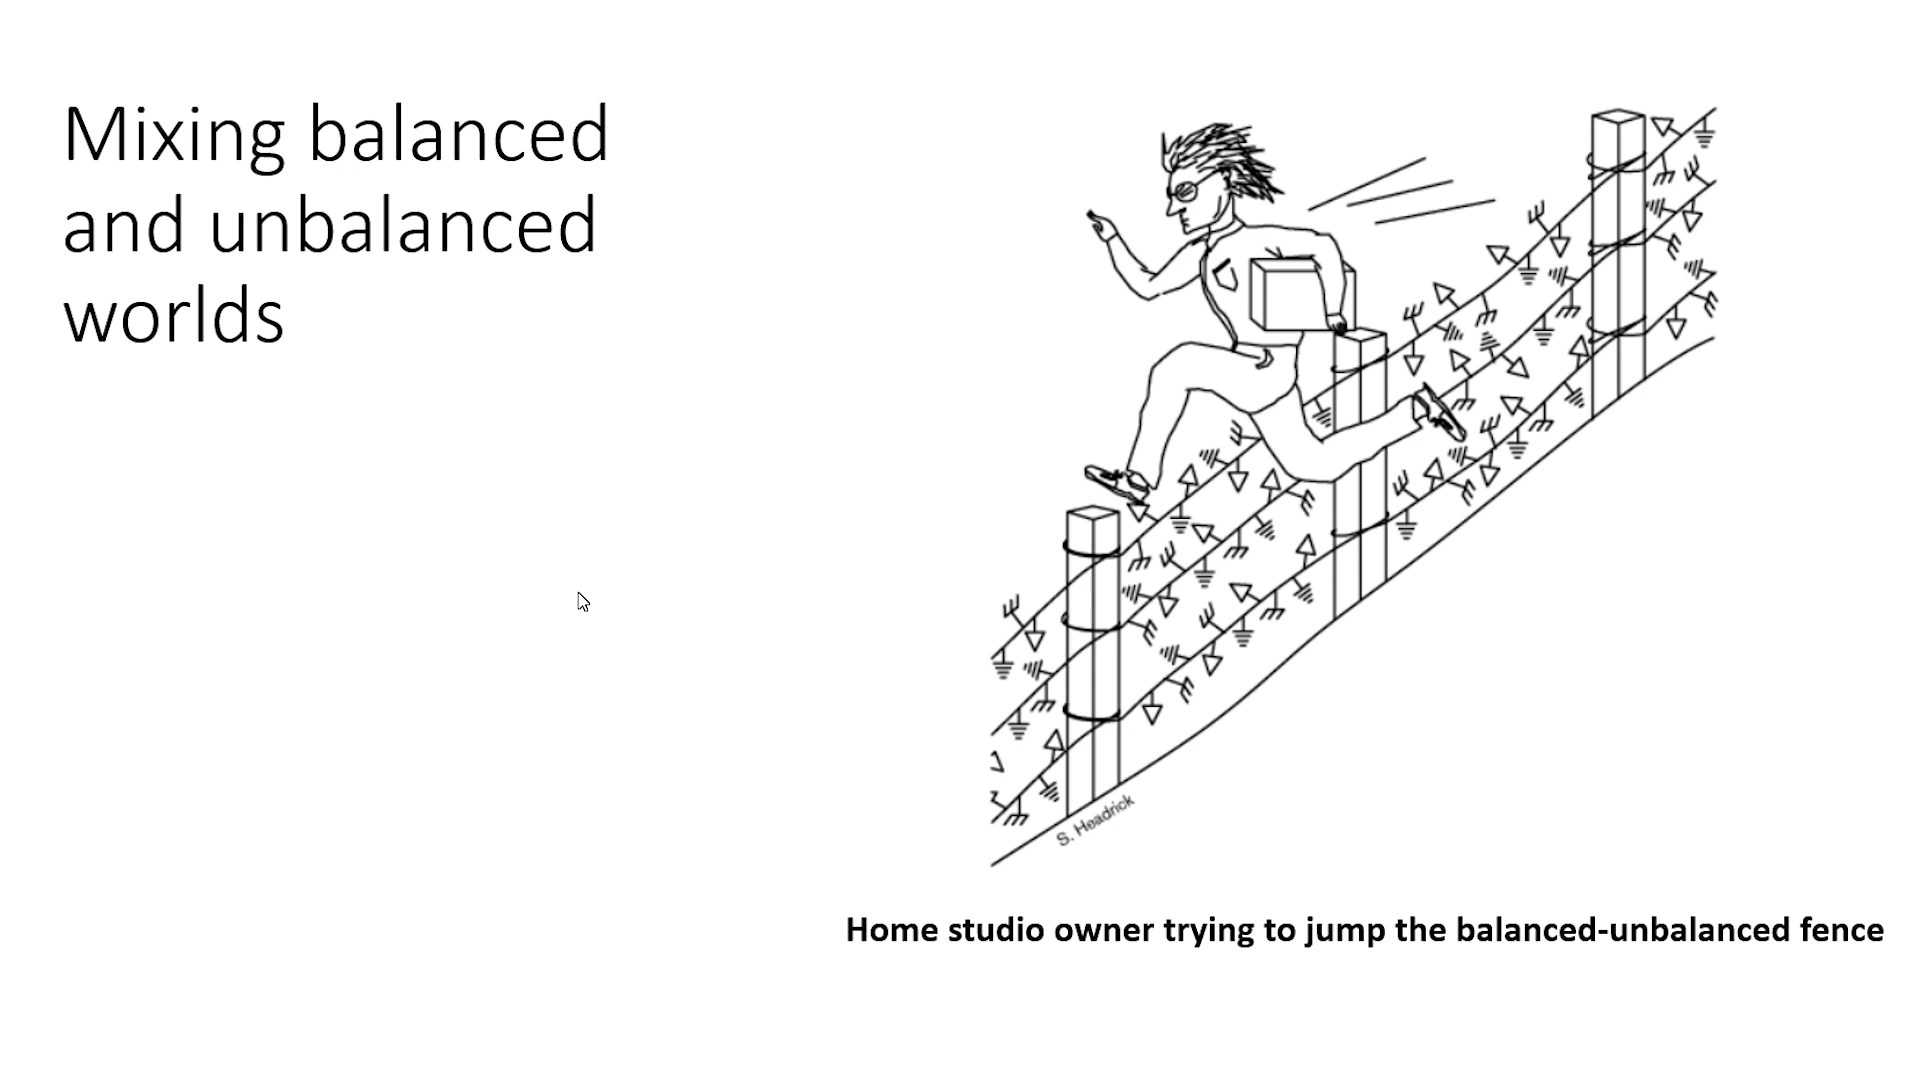 Mixing balanced
and unbalanced
worlds
S. Headrick
Home studio owner trying to jump the balanced-unbalanced fence